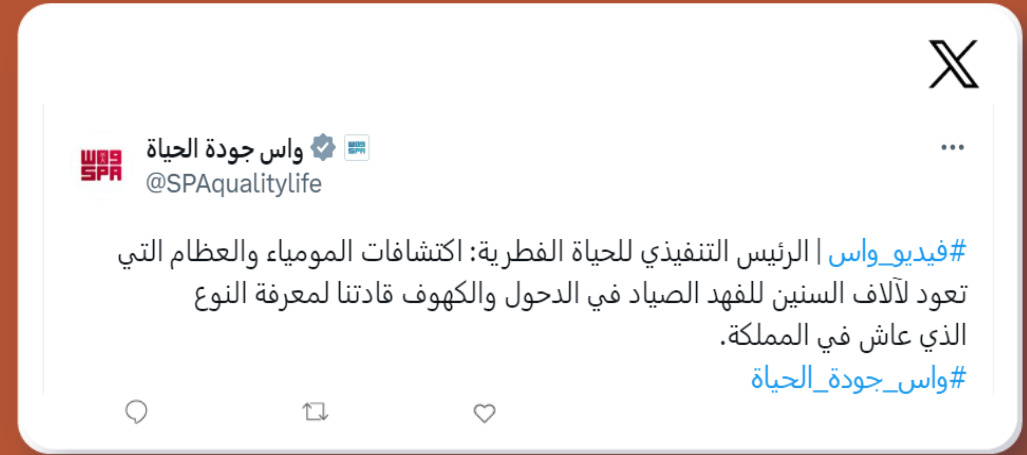 واس جودة الحياة
@SPAqualitylife
#فيديو_واس | الرئيس التنفيذي للحياة الفطرية: اكتشافات المومياء والعظام التي
تعود لآلاف السنين للفهد الصياد في الدحول والكهوف قادتنا لمعرفة النوع
الذي عاش في المملكة.
#واس_جودة_الحياة